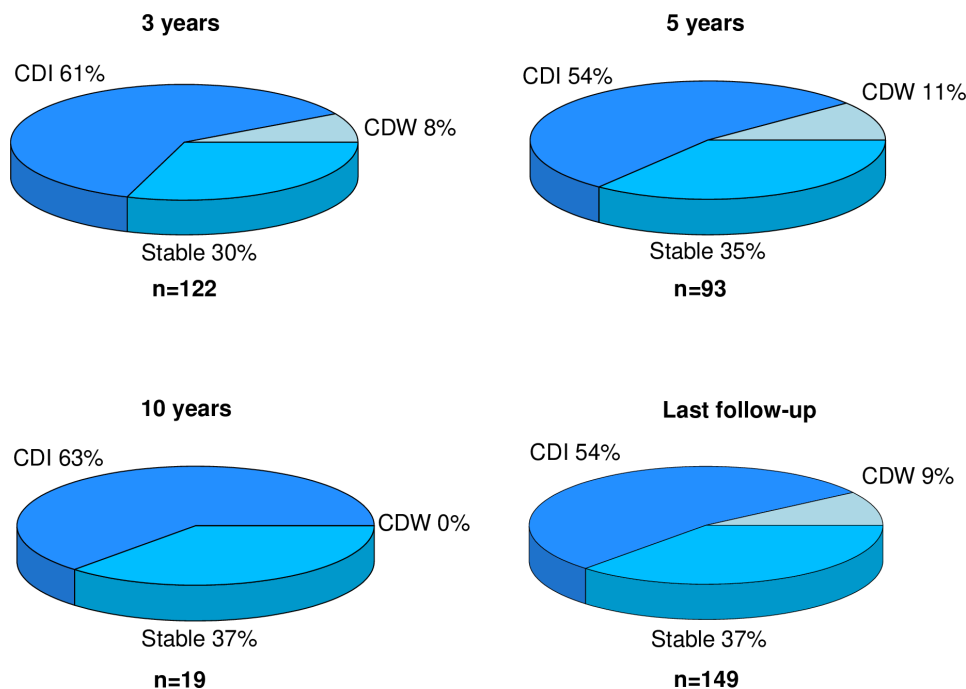 3 years
CDI 61%
CDW 8%
Stable 30%
n=122
5 years
CDI 54%
CDW 11%
Stable 35%
n=93
10 years
CDI 63%
CDW 0%
Stable 37%
n=19
Last follow-up
CDI 54%
CDW 9%
Stable 37%
n=149